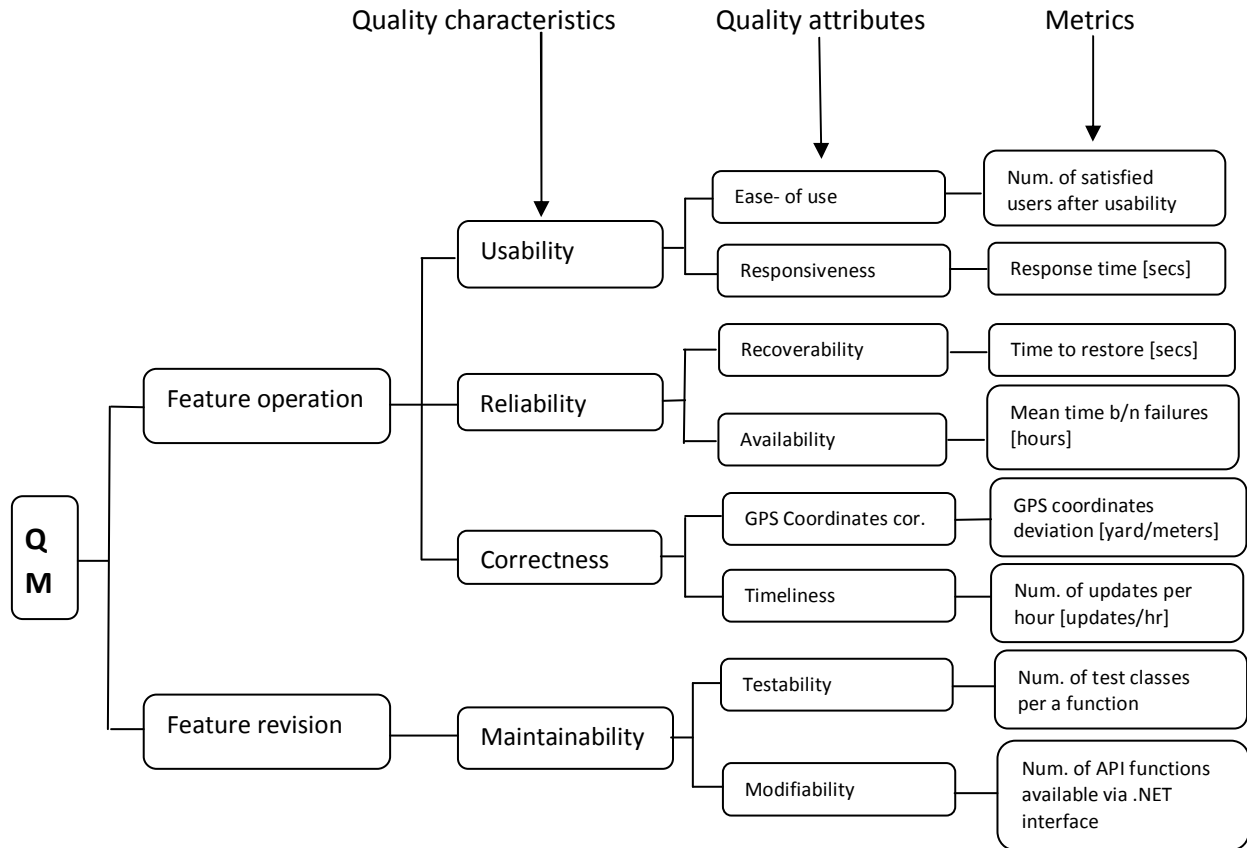 Quality characteristics
Quality attributes
Metrics
Ease- of use
Num. of satisfied
users after usability
Usability
Responsiveness
Response time [secs]
Recoverability
Time to restore [secs]
Feature operation
Reliability
Availability
Mean time b/n failures
[hours]
GPS Coordinates cor.
GPS coordinates
deviation [yard/meters]
Q
M
Correctness
Timeliness
Num. of updates per
hour [updates/hr]
Testability
Num. of test classes
per a function
Feature revision
Maintainability
Modifiability
Num. of API functions
available via .NET
interface